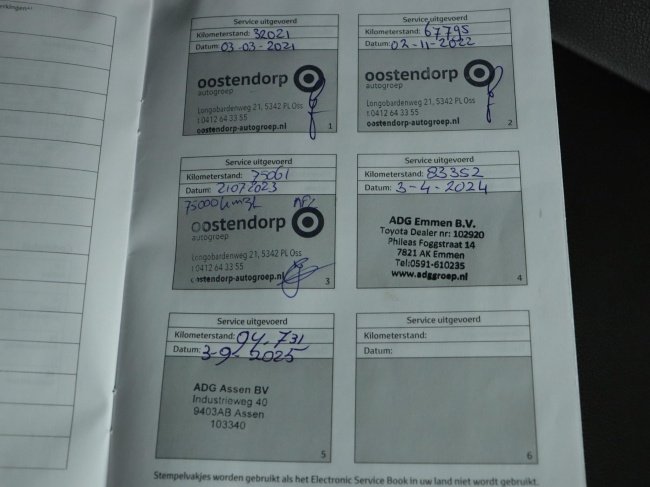 Service uitgevoerd
Kilometerstand: 32021
Datum: 03-03-2021
oostendorp
autogroep
Longobardenweg 21, 5342 PL Oss
t 0412 64 33 55
oostendorp-autogroep.nl
1
Service uitgevoerd
Kilometerstand: 67795
Datum: 02-11-2022
oostendorp
autogroep
Longobardenweg 21, 5342 PL Oss
t 0412 64 33 55
oostendorp-autogroep.nl
2
Service uitgevoerd
Kilometerstand: 75061
Datum: 21072023
oostendorp
autogroep
Longobardenweg 21, 5342 PL Oss
t 0412 64 33 55
oostendorp-autogroep.nl
3
Service uitgevoerd
Kilometerstand: 83352
Datum: 3-4-2024
ADG Emmen B.V.
Toyota Dealer nr: 102920
Phileas Foggstraat 14
7821 AK Emmen
Tel:0591-610235
www.adggroep.nl
4
Service uitgevoerd
Kilometerstand: 94.731
Datum: 3-9-2025
ADG Assen BV
Industrieweg 40
9403AB Assen
103340
5
Service uitgevoerd
Kilometerstand:
Datum:
6
Stempelvakjes worden gebruikt als het Electronic Service Book in uw land niet wordt gebruikt.